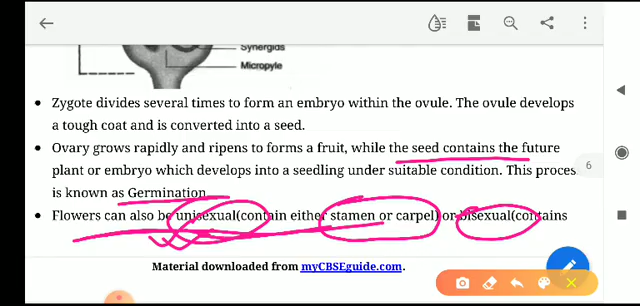 Synergids
Micropyle
• Zygote divides several times to form an embryo within the ovule. The ovule develops
a tough coat and is converted into a seed.
• Ovary grows rapidly and ripens to forms a fruit, while the seed contains the future
plant or embryo which develops into a seedling under suitable condition. This proces
6
is known as Germination.
• Flowers can also be unisexual(contain either stamen or carpel) or bisexual(contains
Material downloaded from myCBSEguide.com.